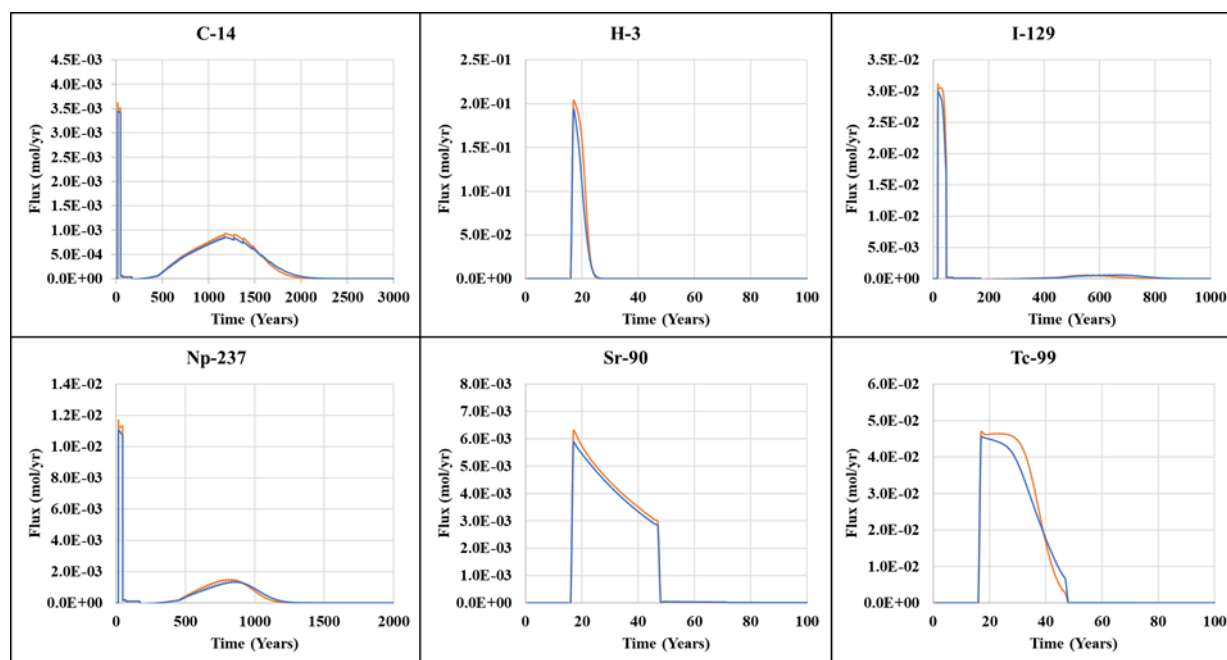 C-14
4.5E-03
4.0E-03
3.5E-03
3.0E-03
2.5E-03
2.0E-03
1.5E-03
1.0E-03
5.0E-04
0.0E+00
Flux (mol/yr)
0 500 1000 1500 2000 2500 3000
Time (Years)
H-3
2.5E-01
2.0E-01
1.5E-01
1.0E-01
5.0E-02
0.0E+00
Flux (mol/yr)
0 20 40 60 80 100
Time (Years)
I-129
3.5E-02
3.0E-02
2.5E-02
2.0E-02
1.5E-02
1.0E-02
5.0E-03
0.0E+00
Flux (mol/yr)
0 200 400 600 800 1000
Time (Years)
Np-237
1.4E-02
1.2E-02
1.0E-02
8.0E-03
6.0E-03
4.0E-03
2.0E-03
0.0E+00
Flux (mol/yr)
0 500 1000 1500 2000
Time (Years)
Sr-90
8.0E-03
7.0E-03
6.0E-03
5.0E-03
4.0E-03
3.0E-03
2.0E-03
1.0E-03
0.0E+00
Flux (mol/yr)
0 20 40 60 80 100
Time (Years)
Tc-99
6.0E-02
5.0E-02
4.0E-02
3.0E-02
2.0E-02
1.0E-02
0.0E+00
Flux (mol/yr)
0 20 40 60 80 100
Time (Years)